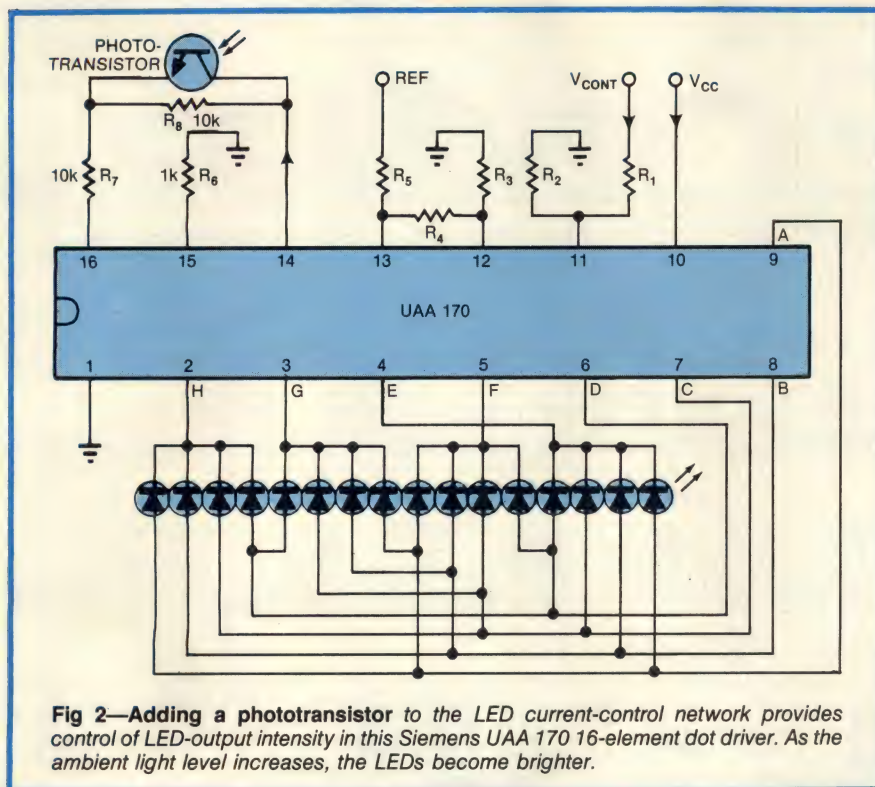 PHOTO-
TRANSISTOR
REF
V_CONT
V_CC
R8 10k
10k R7
1k R6
R5
R4
R3
R2
R1
A
16 15 14 13 12 11 10 9
UAA 170
1 2 3 4 5 6 7 8
H G E F D C B
Fig 2—Adding a phototransistor to the LED current-control network provides
control of LED-output intensity in this Siemens UAA 170 16-element dot driver. As the
ambient light level increases, the LEDs become brighter.